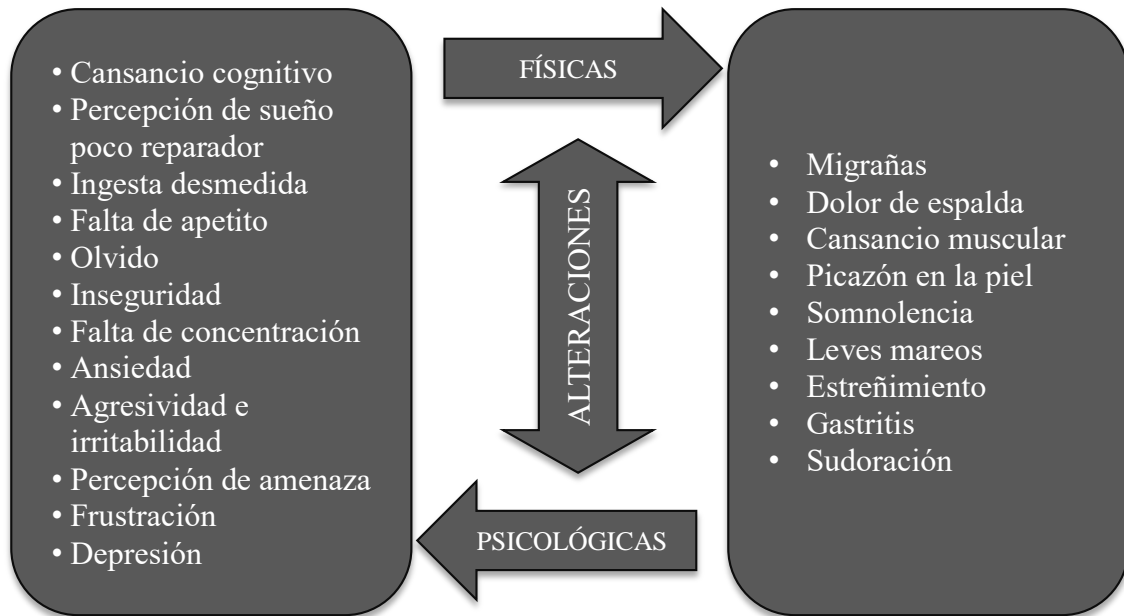 • Cansancio cognitivo
• Percepción de sueño
poco reparador
• Ingesta desmedida
• Falta de apetito
• Olvido
• Inseguridad
• Falta de concentración
• Ansiedad
• Agresividad e
irritabilidad
• Percepción de amenaza
• Frustración
• Depresión
FÍSICAS
ALTERACIONES
PSICOLÓGICAS
• Migrañas
• Dolor de espalda
• Cansancio muscular
• Picazón en la piel
• Somnolencia
• Leves mareos
• Estreñimiento
• Gastritis
• Sudoración